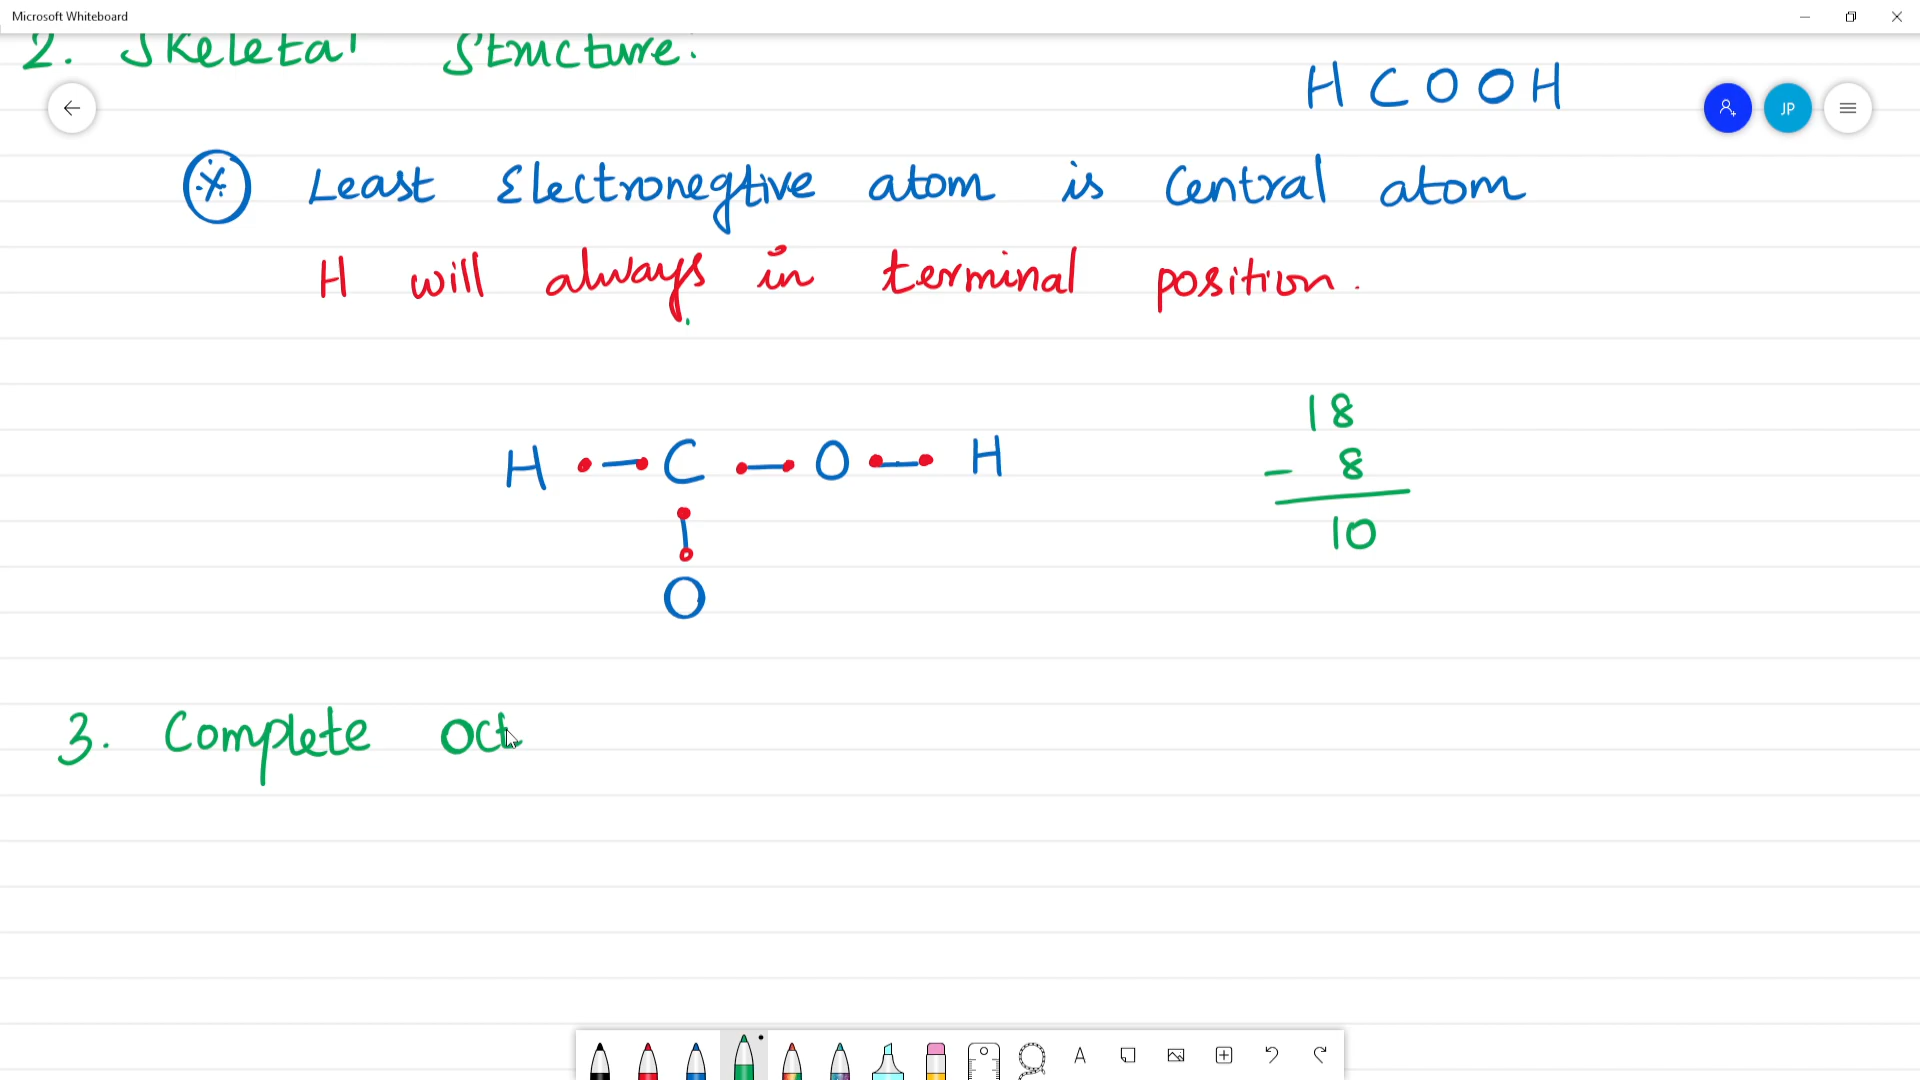 Microsoft Whiteboard
2. Skeletal Structure:
H C O O H
JP
* Least Electronegtive atom is Central atom
H will always in terminal position.
18
H C O H
- 8
10
O
3. Complete Oct
A